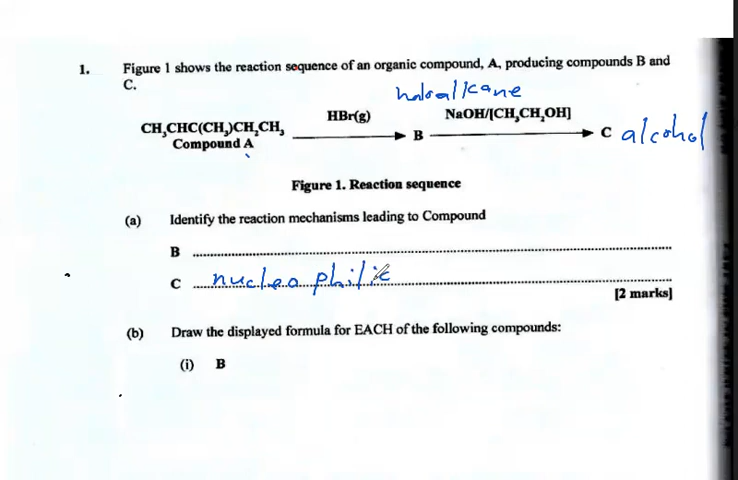 1. Figure 1 shows the reaction sequence of an organic compound, A, producing compounds B and
C.
haloalkane
HBr(g) NaOH/[CH₃CH₂OH]
CH₃CHC(CH₃)CH₂CH₃ B C alcohol
Compound A
Figure 1. Reaction sequence
(a) Identify the reaction mechanisms leading to Compound
B
C nucleophilic
[2 marks]
(b) Draw the displayed formula for EACH of the following compounds:
(i) B